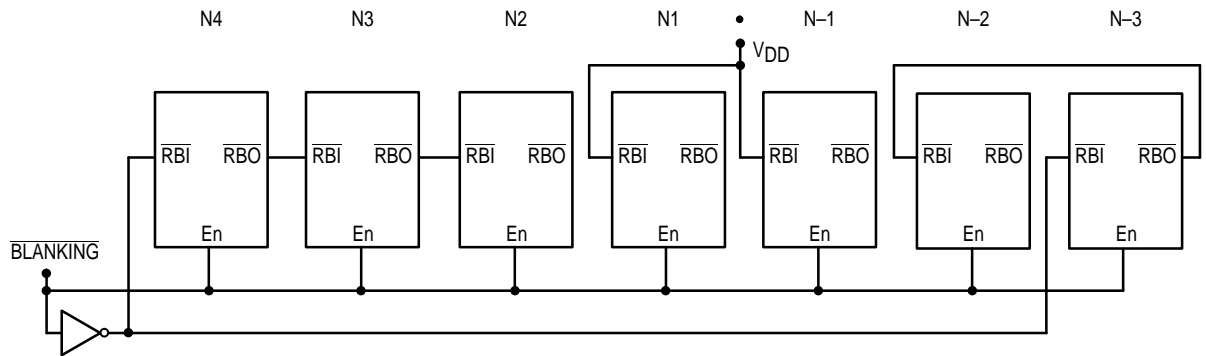 N4 N3 N2 N1 • N–1 N–2 N–3
VDD
RBI RBO RBI RBO RBI RBO RBI RBO RBI RBO RBI RBO RBI RBO
En En En En En En En
BLANKING